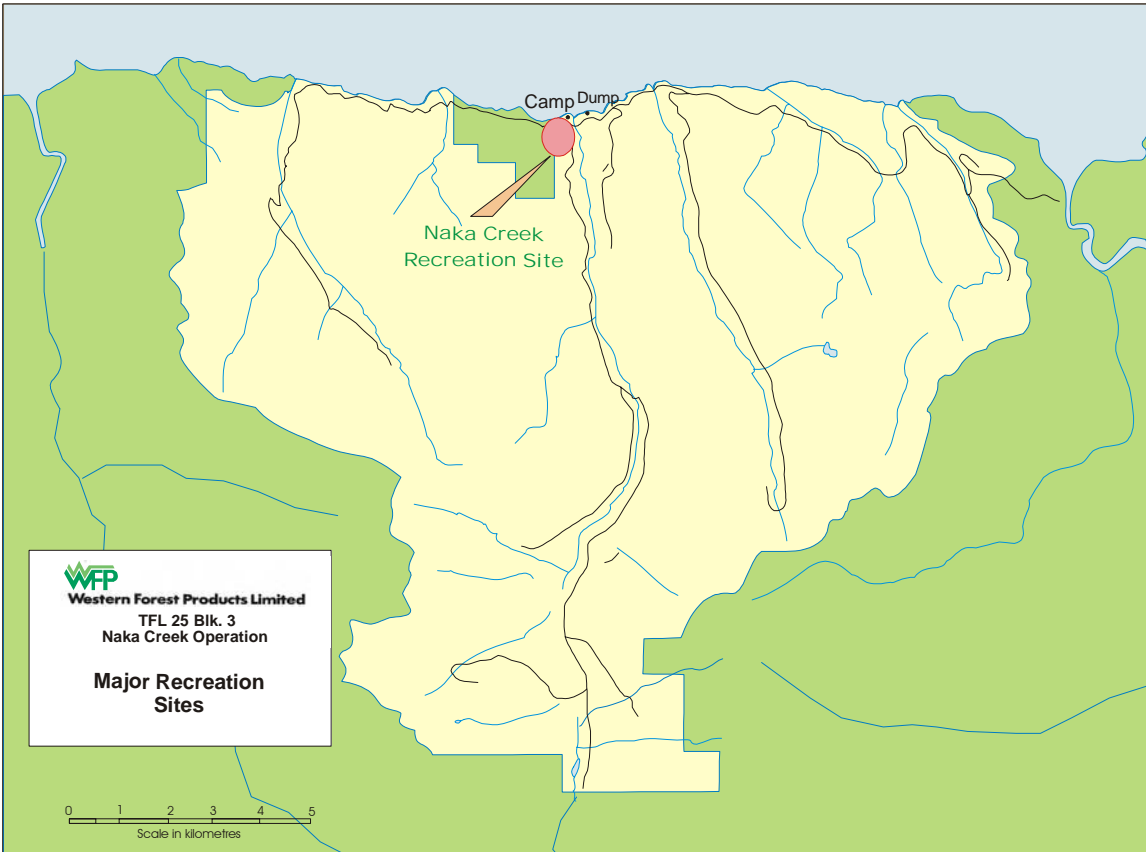 Camp Dump
Naka Creek
Recreation Site
WFP
Western Forest Products Limited
TFL 25 Blk. 3
Naka Creek Operation
Major Recreation
Sites
0 1 2 3 4 5
Scale in kilometres